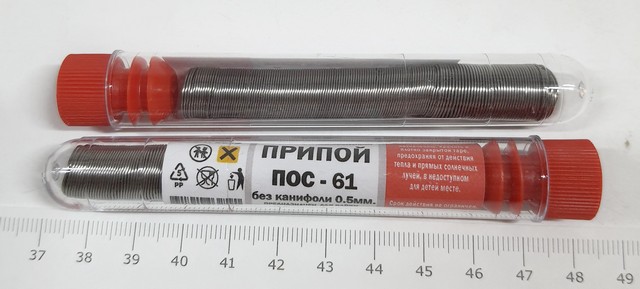 ПРИПОЙ
ПОС - 61
без канифоли 0.5мм.
предохраняя от действия
тепла и прямых солнечных
лучей, в недоступном
для детей месте.
5
PP
37 38 39 40 41 42 43 44 45 46 47 48 49